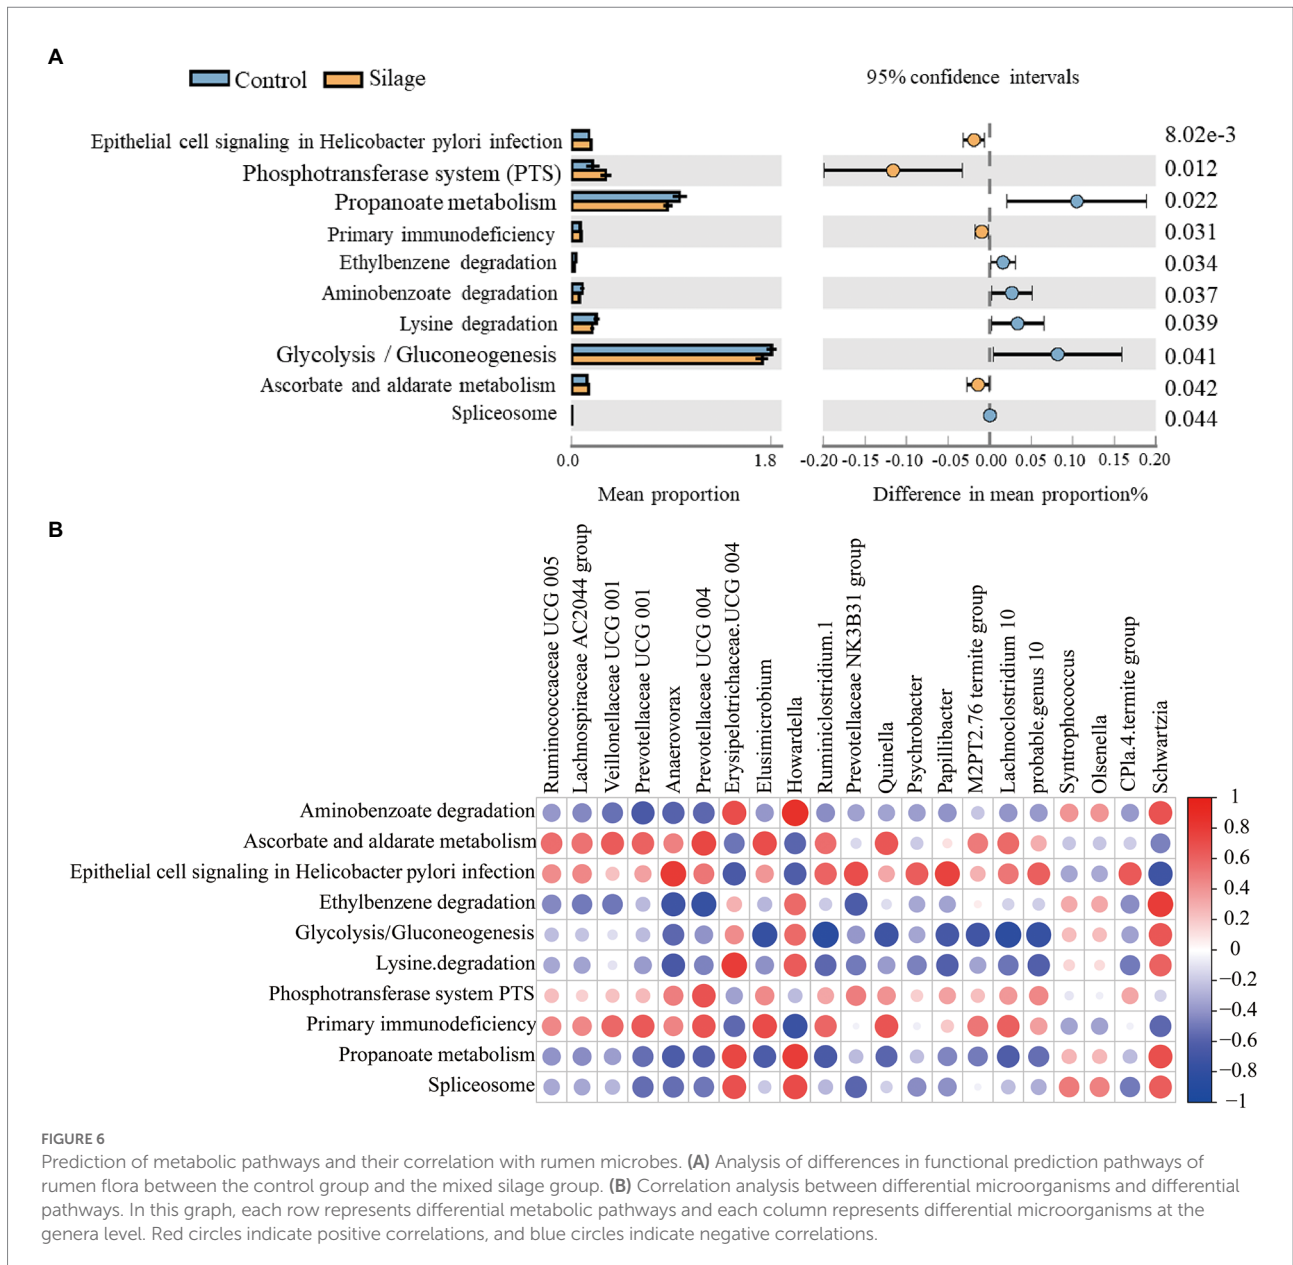 A
Control
Silage
95% confidence intervals
Epithelial cell signaling in Helicobacter pylori infection
8.02e-3
Phosphotransferase system (PTS)
0.012
Propanoate metabolism
0.022
Primary immunodeficiency
0.031
Ethylbenzene degradation
0.034
Aminobenzoate degradation
0.037
Lysine degradation
0.039
Glycolysis / Gluconeogenesis
0.041
Ascorbate and aldarate metabolism
0.042
Spliceosome
0.044
0.0
1.8
-0.20
-0.15
-0.10
-0.05
0.00
0.05
0.10
0.15
0.20
Mean proportion
Difference in mean proportion%
B
Ruminococcaceae UCG 005
Lachnospiraceae AC2044 group
Veillonellaceae UCG 001
Prevotellaceae UCG 001
Anaerovorax
Prevotellaceae UCG 004
Erysipelotrichaceae.UCG 004
Elusimicrobium
Howardella
Ruminiclostridium.1
Prevotellaceae NK3B31 group
Quinella
Psychrobacter
Papillibacter
M2PT2.76 termite group
Lachnoclostridium 10
probable.genus 10
Syntrophococcus
Olsenella
CPla.4.termite group
Schwartzia
Aminobenzoate degradation
Ascorbate and aldarate metabolism
Epithelial cell signaling in Helicobacter pylori infection
Ethylbenzene degradation
Glycolysis/Gluconeogenesis
Lysine.degradation
Phosphotransferase system PTS
Primary immunodeficiency
Propanoate metabolism
Spliceosome
1
0.8
0.6
0.4
0.2
0
−0.2
−0.4
−0.6
−0.8
−1
FIGURE 6
Prediction of metabolic pathways and their correlation with rumen microbes. (A) Analysis of differences in functional prediction pathways of
rumen flora between the control group and the mixed silage group. (B) Correlation analysis between differential microorganisms and differential
pathways. In this graph, each row represents differential metabolic pathways and each column represents differential microorganisms at the
genera level. Red circles indicate positive correlations, and blue circles indicate negative correlations.